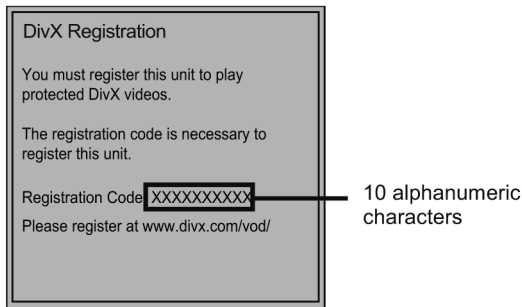 DivX Registration
You must register this unit to play
protected DivX videos.
The registration code is necessary to
register this unit.
Registration Code XXXXXXXXXX
Please register at www.divx.com/vod/
10 alphanumeric
characters